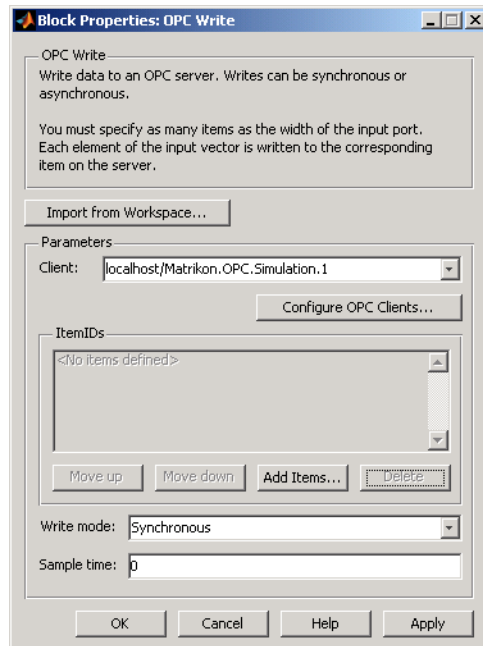 Block Properties: OPC Write
OPC Write
Write data to an OPC server. Writes can be synchronous or
asynchronous.
You must specify as many items as the width of the input port.
Each element of the input vector is written to the corresponding
item on the server.
Import from Workspace...
Parameters
Client: localhost/Matrikon.OPC.Simulation.1
Configure OPC Clients...
ItemIDs
<No items defined>
Move up Move down Add Items... Delete
Write mode: Synchronous
Sample time: 0
OK Cancel Help Apply